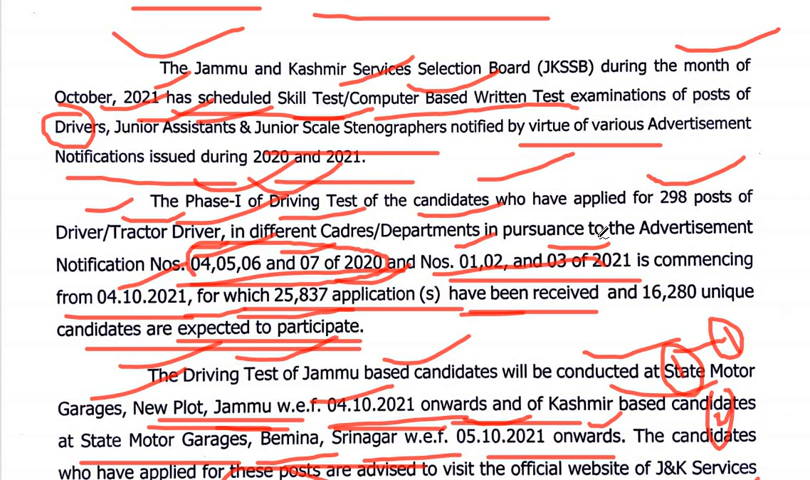 The Jammu and Kashmir Services Selection Board (JKSSB) during the month of
October, 2021 has scheduled Skill Test/Computer Based Written Test examinations of posts of
Drivers, Junior Assistants & Junior Scale Stenographers notified by virtue of various Advertisement
Notifications issued during 2020 and 2021.
The Phase-I of Driving Test of the candidates who have applied for 298 posts of
Driver/Tractor Driver, in different Cadres/Departments in pursuance to the Advertisement
Notification Nos. 04,05,06 and 07 of 2020 and Nos. 01,02, and 03 of 2021 is commencing
from 04.10.2021, for which 25,837 application (s) have been received and 16,280 unique
candidates are expected to participate.
The Driving Test of Jammu based candidates will be conducted at State Motor
Garages, New Plot, Jammu w.e.f. 04.10.2021 onwards and of Kashmir based candidates
at State Motor Garages, Bemina, Srinagar w.e.f. 05.10.2021 onwards. The candidates
who have applied for these posts are advised to visit the official website of J&K Services